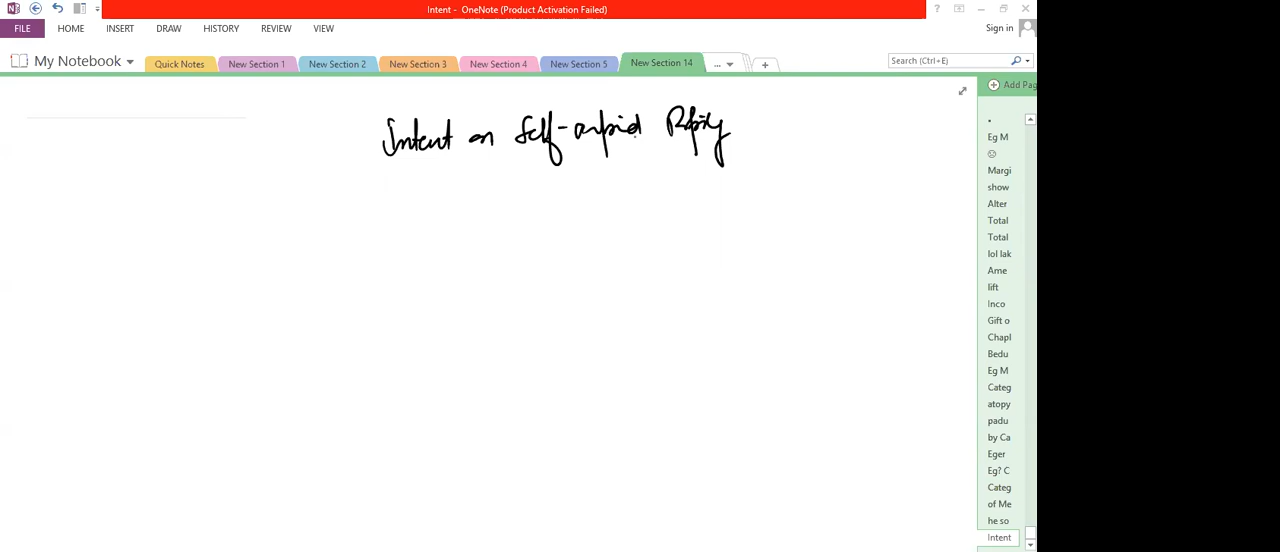 Intent - OneNote (Product Activation Failed)
? 
FILE HOME INSERT DRAW HISTORY REVIEW VIEW
Sign in
My Notebook Quick Notes New Section 1 New Section 2 New Section 3 New Section 4 New Section 5 New Section 14 ... +
Search (Ctrl+E)
Add Pag
Intent on Self-
Eg M
☹
Margi
show
Alter
Total
Total
lol lak
Ame
lift
Inco
Gift o
Chapl
Bedu
Eg M
Categ
atopy
padu
by Ca
Eger
Eg? C
Categ
of Me
he so
Intent